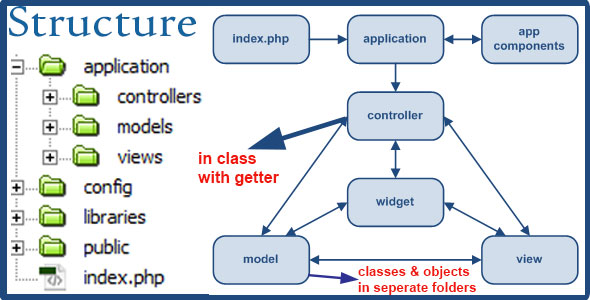 Structure
application
controllers
models
views
config
libraries
public
index.php
index.php
application
app
components
controller
in class
with getter
widget
model
view
classes & objects
in seperate folders